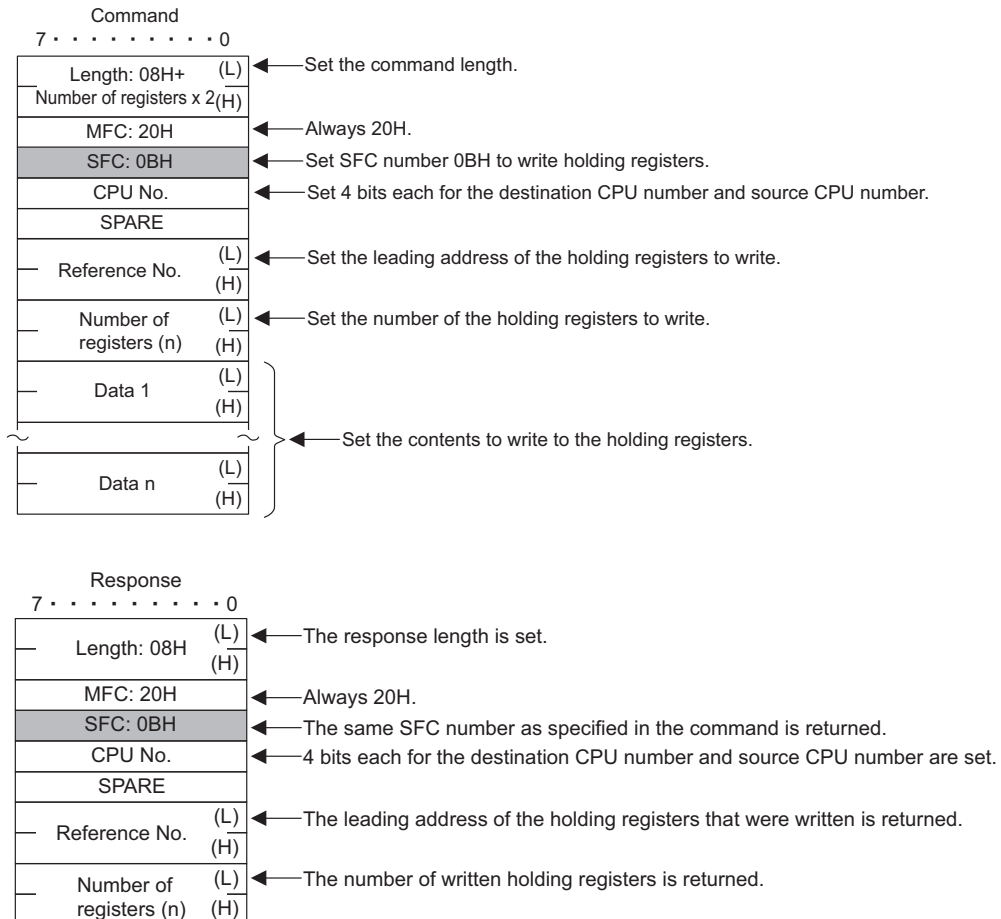 Command
7 · · · · · · · · · 0
Length: 08H+ (L)
Number of registers x 2 (H)
Set the command length.
MFC: 20H
Always 20H.
SFC: 0BH
Set SFC number 0BH to write holding registers.
CPU No.
Set 4 bits each for the destination CPU number and source CPU number.
SPARE
Reference No. (L)
(H)
Set the leading address of the holding registers to write.
Number of (L)
registers (n) (H)
Set the number of the holding registers to write.
Data 1 (L)
(H)
Set the contents to write to the holding registers.
Data n (L)
(H)
Response
7 · · · · · · · · · 0
Length: 08H (L)
(H)
The response length is set.
MFC: 20H
Always 20H.
SFC: 0BH
The same SFC number as specified in the command is returned.
CPU No.
4 bits each for the destination CPU number and source CPU number are set.
SPARE
Reference No. (L)
(H)
The leading address of the holding registers that were written is returned.
Number of (L)
registers (n) (H)
The number of written holding registers is returned.